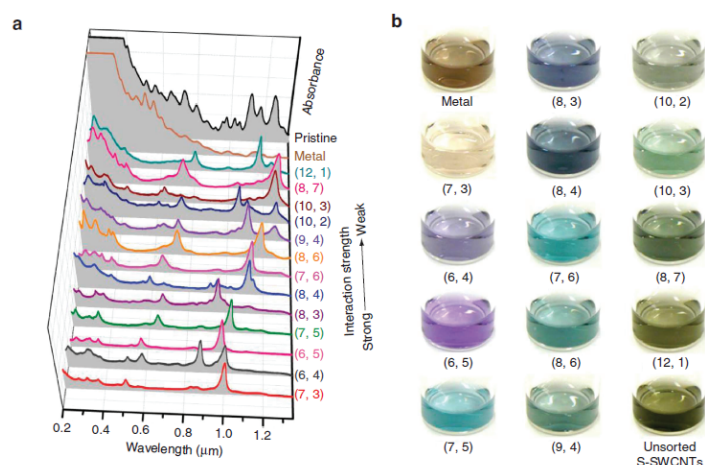 a
Absorbance
Pristine
Metal
(12, 1)
(8, 7)
(10, 3)
(10, 2)
(9, 4)
(8, 6)
(7, 6)
(8, 4)
(8, 3)
(7, 5)
(6, 5)
(6, 4)
(7, 3)
Interaction strength
Strong Weak
0.2 0.4 0.6 0.8 1.0 1.2
Wavelength (μm)
b
Metal (8, 3) (10, 2)
(7, 3) (8, 4) (10, 3)
(6, 4) (7, 6) (8, 7)
(6, 5) (8, 6) (12, 1)
(7, 5) (9, 4) Unsorted
S-SWCNTs